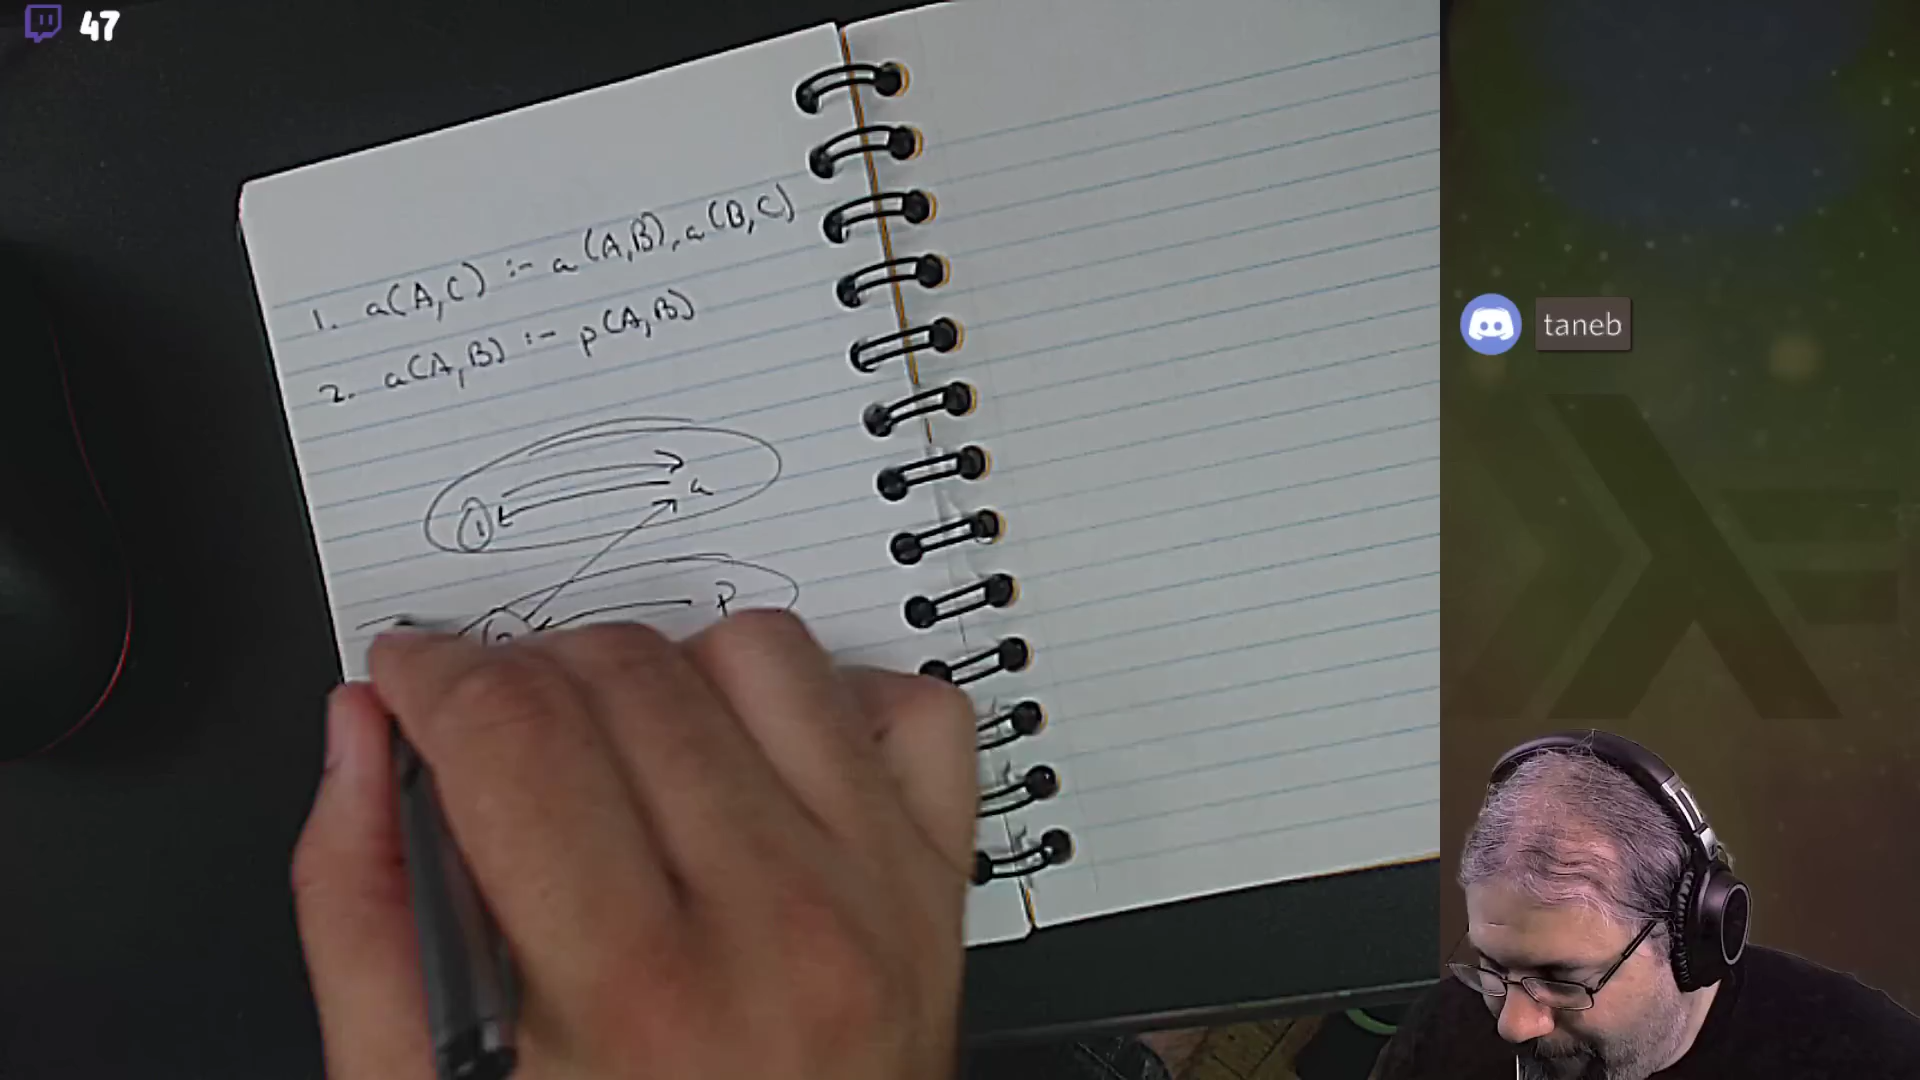 47
1. a(A,C) :- a(A,B), a(B,C)
2. a(A,B) :- p(A,B)
1
a
P
taneb